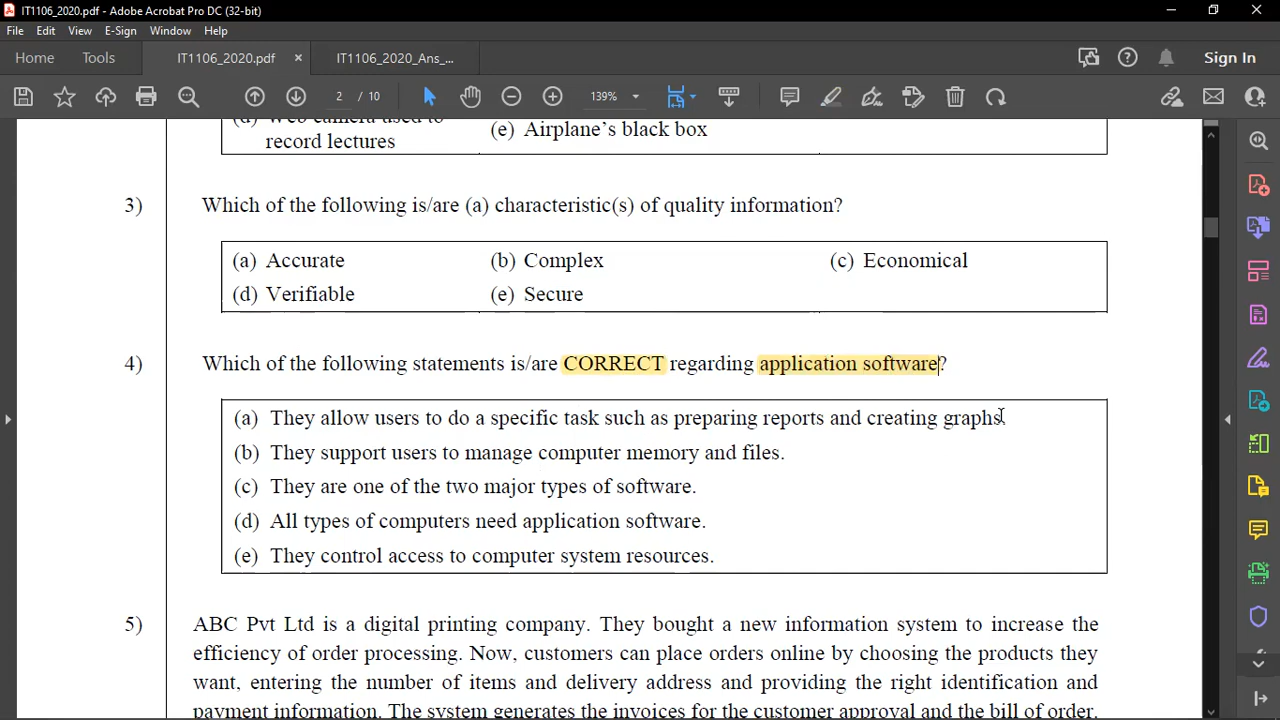 IT1106_2020.pdf - Adobe Acrobat Pro DC (32-bit)
File Edit View E-Sign Window Help
Home Tools IT1106_2020.pdf × IT1106_2020_Ans_...
Sign In
2 / 10 139%
(d) Web camera used to
record lectures
(e) Airplane's black box
3) Which of the following is/are (a) characteristic(s) of quality information?
(a) Accurate (b) Complex (c) Economical
(d) Verifiable (e) Secure
4) Which of the following statements is/are CORRECT regarding application software?
(a) They allow users to do a specific task such as preparing reports and creating graphs.
(b) They support users to manage computer memory and files.
(c) They are one of the two major types of software.
(d) All types of computers need application software.
(e) They control access to computer system resources.
5) ABC Pvt Ltd is a digital printing company. They bought a new information system to increase the
efficiency of order processing. Now, customers can place orders online by choosing the products they
want, entering the number of items and delivery address and providing the right identification and
payment information. The system generates the invoices for the customer approval and the bill of order.